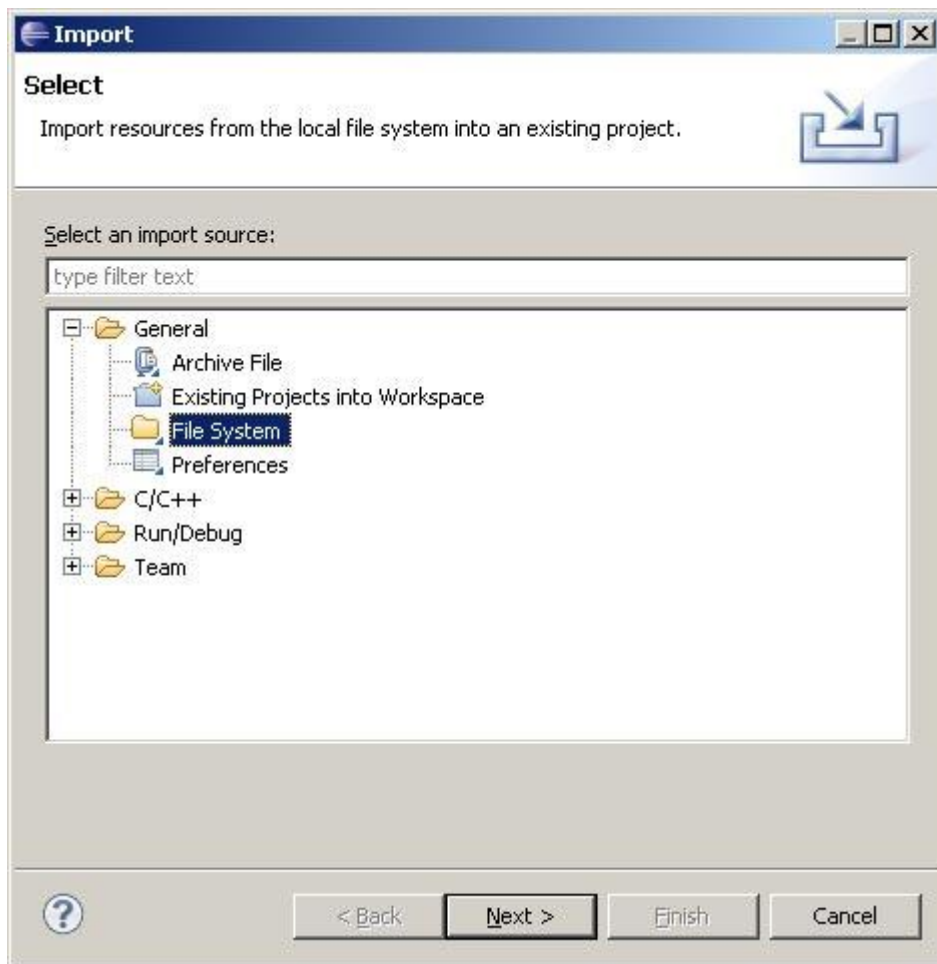 Import
Select
Import resources from the local file system into an existing project.
Select an import source:
type filter text
General
Archive File
Existing Projects into Workspace
File System
Preferences
C/C++
Run/Debug
Team
?
< Back
Next >
Finish
Cancel